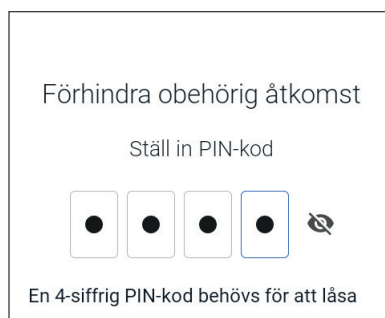 Förhindra obehörig åtkomst
Ställ in PIN-kod
En 4-siffrig PIN-kod behövs för att låsa